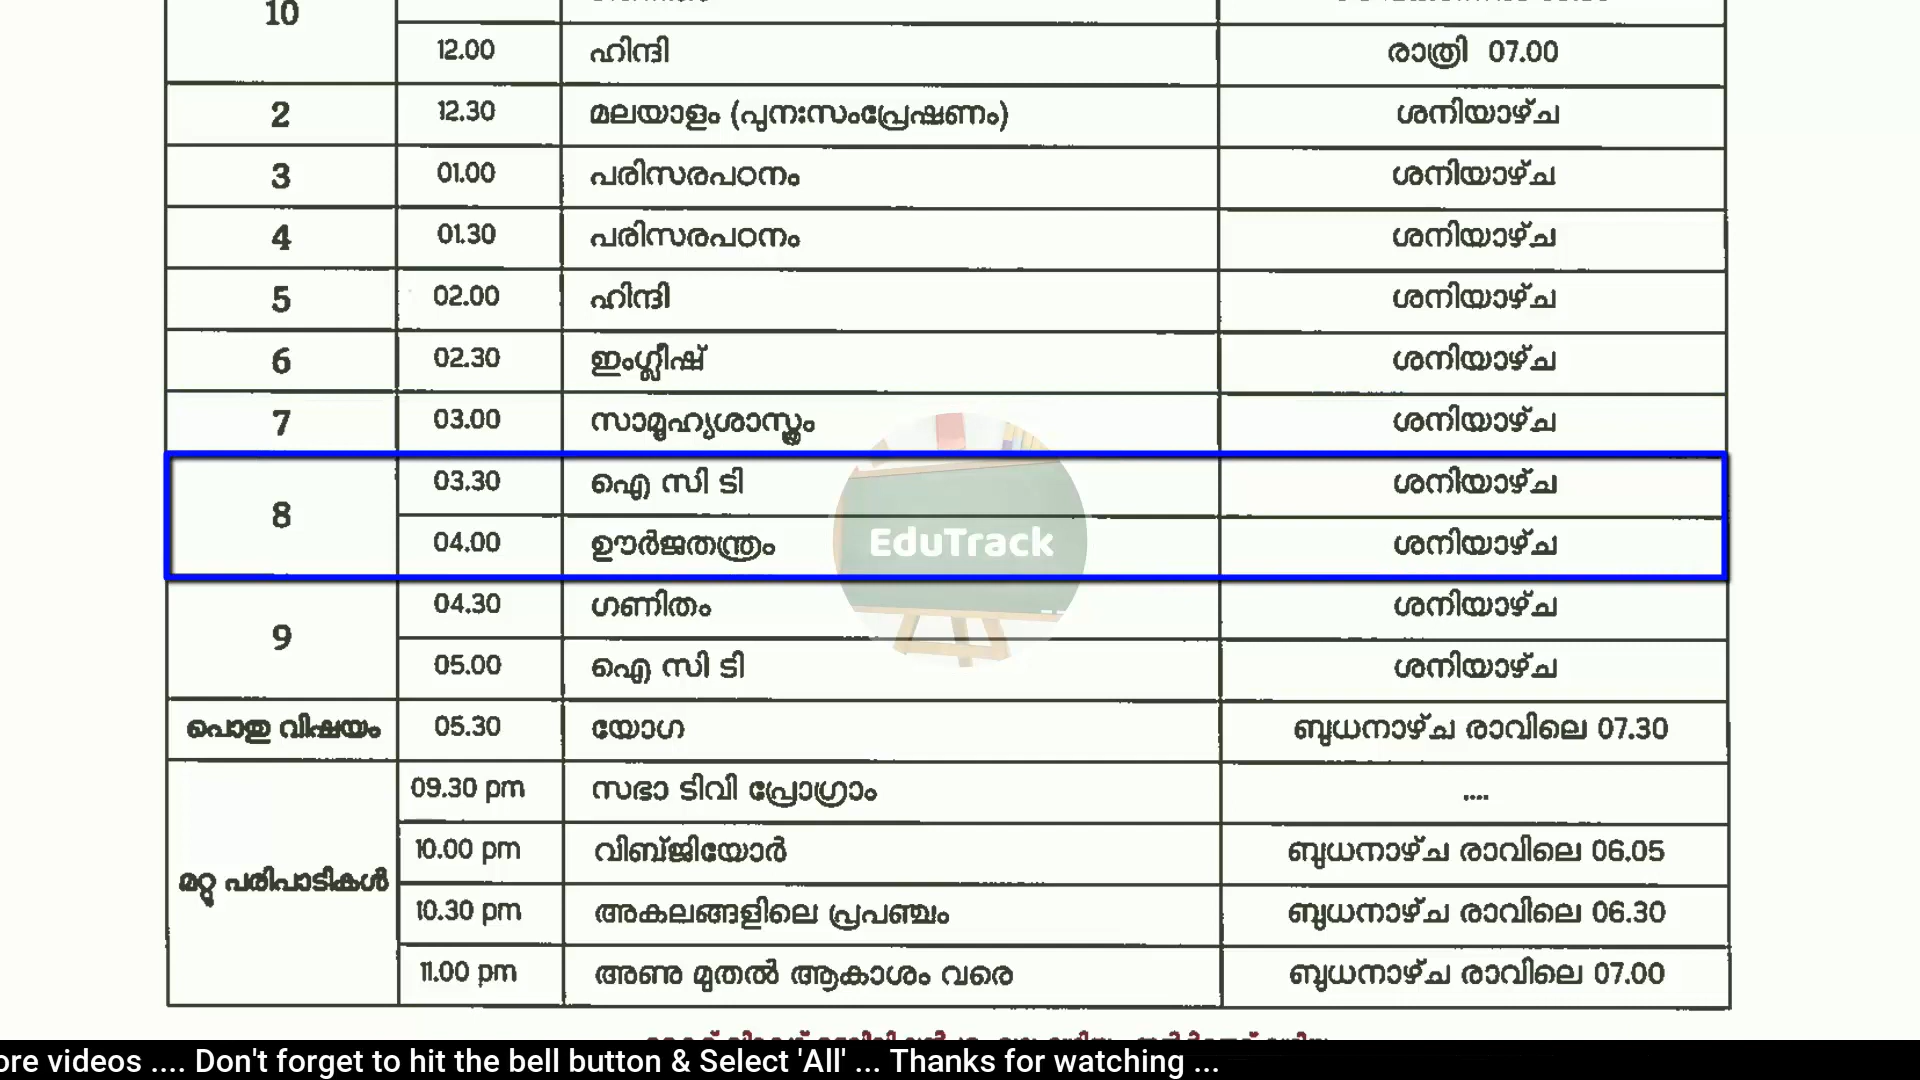 10
12.00 ഹിന്ദി രാത്രി 07.00
2 12.30 മലയാളം (പുനഃസംപ്രേഷണം) ശനിയാഴ്ച
3 01.00 പരിസരപഠനം ശനിയാഴ്ച
4 01.30 പരിസരപഠനം ശനിയാഴ്ച
5 02.00 ഹിന്ദി ശനിയാഴ്ച
6 02.30 ഇംഗ്ലീഷ് ശനിയാഴ്ച
7 03.00 സാമൂഹ്യശാസ്ത്രം ശനിയാഴ്ച
8 03.30 ഐ സി ടി ശനിയാഴ്ച
04.00 ഊർജതന്ത്രം ശനിയാഴ്ച
EduTrack
9 04.30 ഗണിതം ശനിയാഴ്ച
05.00 ഐ സി ടി ശനിയാഴ്ച
പൊതു വിഷയം 05.30 യോഗ ബുധനാഴ്ച രാവിലെ 07.30
മറ്റു പരിപാടികൾ 09.30 pm സഭാ ടിവി പ്രോഗ്രാം ....
10.00 pm വിബ്ജിയോർ ബുധനാഴ്ച രാവിലെ 06.05
10.30 pm അകലങ്ങളിലെ പ്രപഞ്ചം ബുധനാഴ്ച രാവിലെ 06.30
11.00 pm അണു മുതൽ ആകാശം വരെ ബുധനാഴ്ച രാവിലെ 07.00
ore videos .... Don't forget to hit the bell button & Select 'All' ... Thanks for watching ...